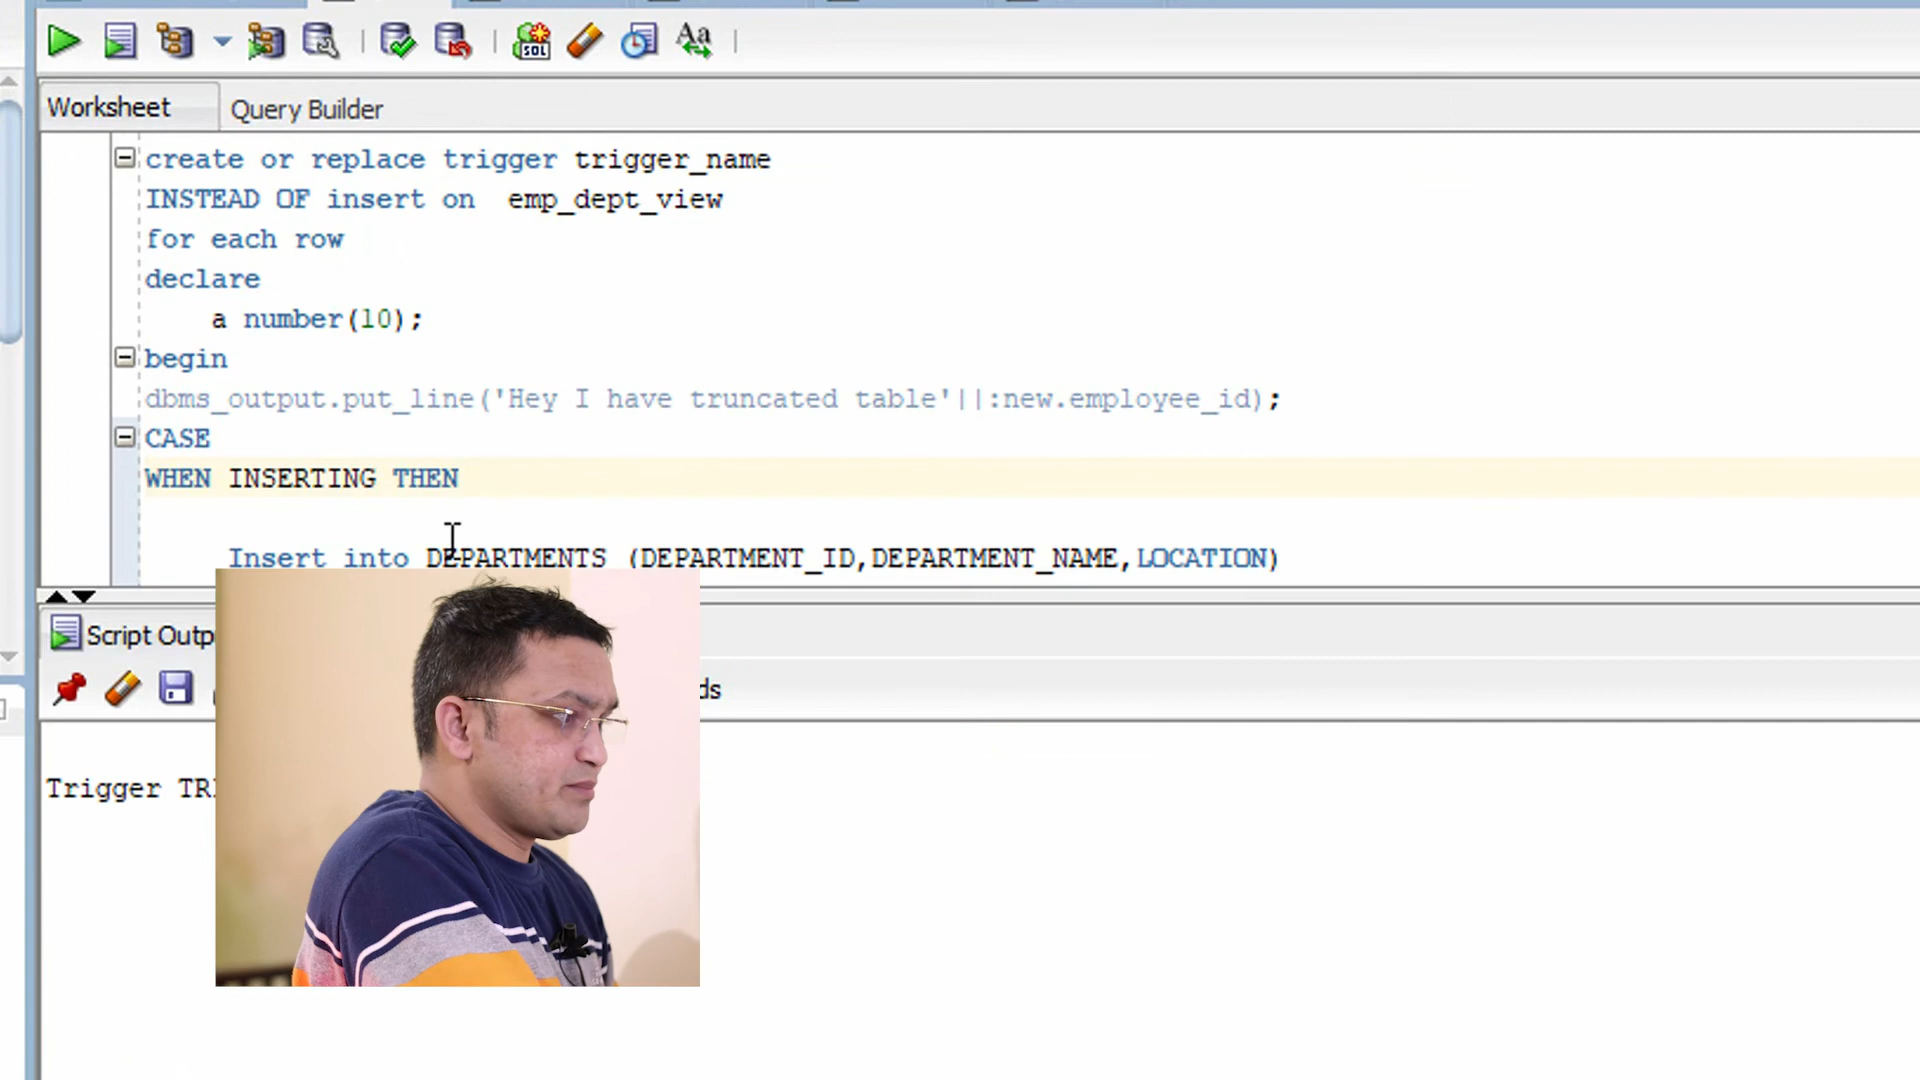 SQL
Aa
Worksheet
Query Builder
create or replace trigger trigger_name
INSTEAD OF insert on  emp_dept_view
for each row
declare
a number(10);
begin
dbms_output.put_line('Hey I have truncated table'||:new.employee_id);
CASE
WHEN INSERTING THEN
Insert into DEPARTMENTS (DEPARTMENT_ID,DEPARTMENT_NAME,LOCATION)
Script Outp
ds
Trigger TR